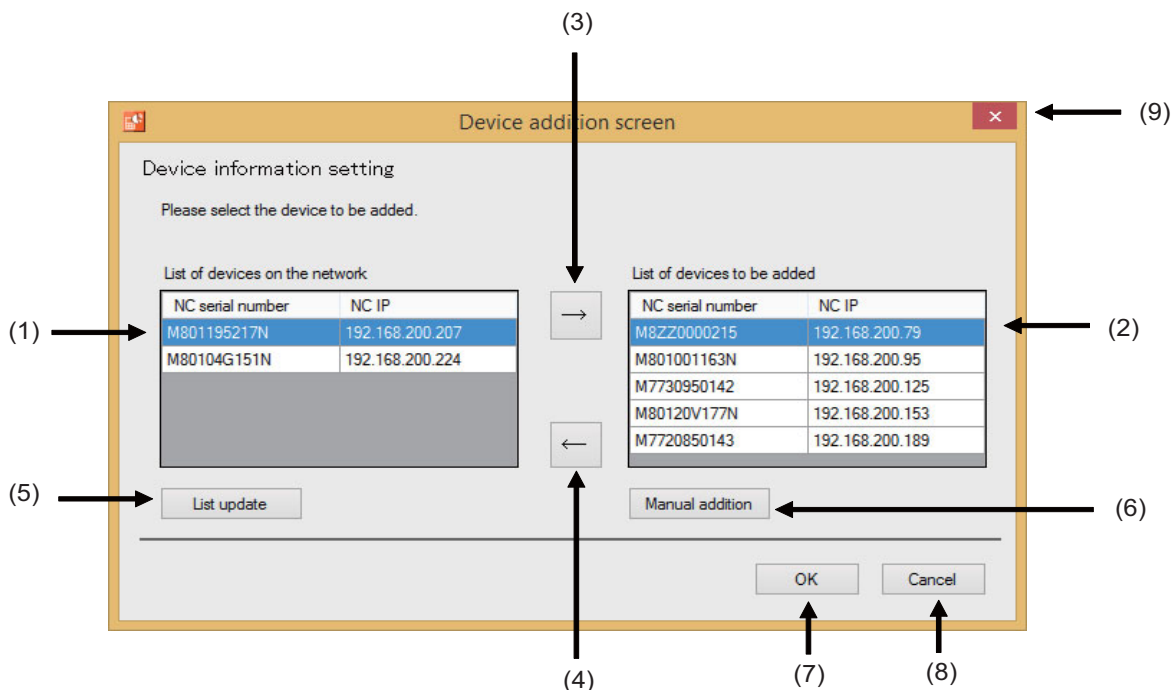 (3)
Device addition screen
×
(9)
Device information setting
Please select the device to be added.
List of devices on the network
List of devices to be added
NC serial number NC IP
→
NC serial number NC IP
(1)
M801195217N 192.168.200.207
M8ZZ0000215 192.168.200.79
(2)
M80104G151N 192.168.200.224
M801001163N 192.168.200.95
M7730950142 192.168.200.125
M80120V177N 192.168.200.153
←
M7720850143 192.168.200.189
(5)
List update
Manual addition
(6)
OK
Cancel
(4)
(7)
(8)